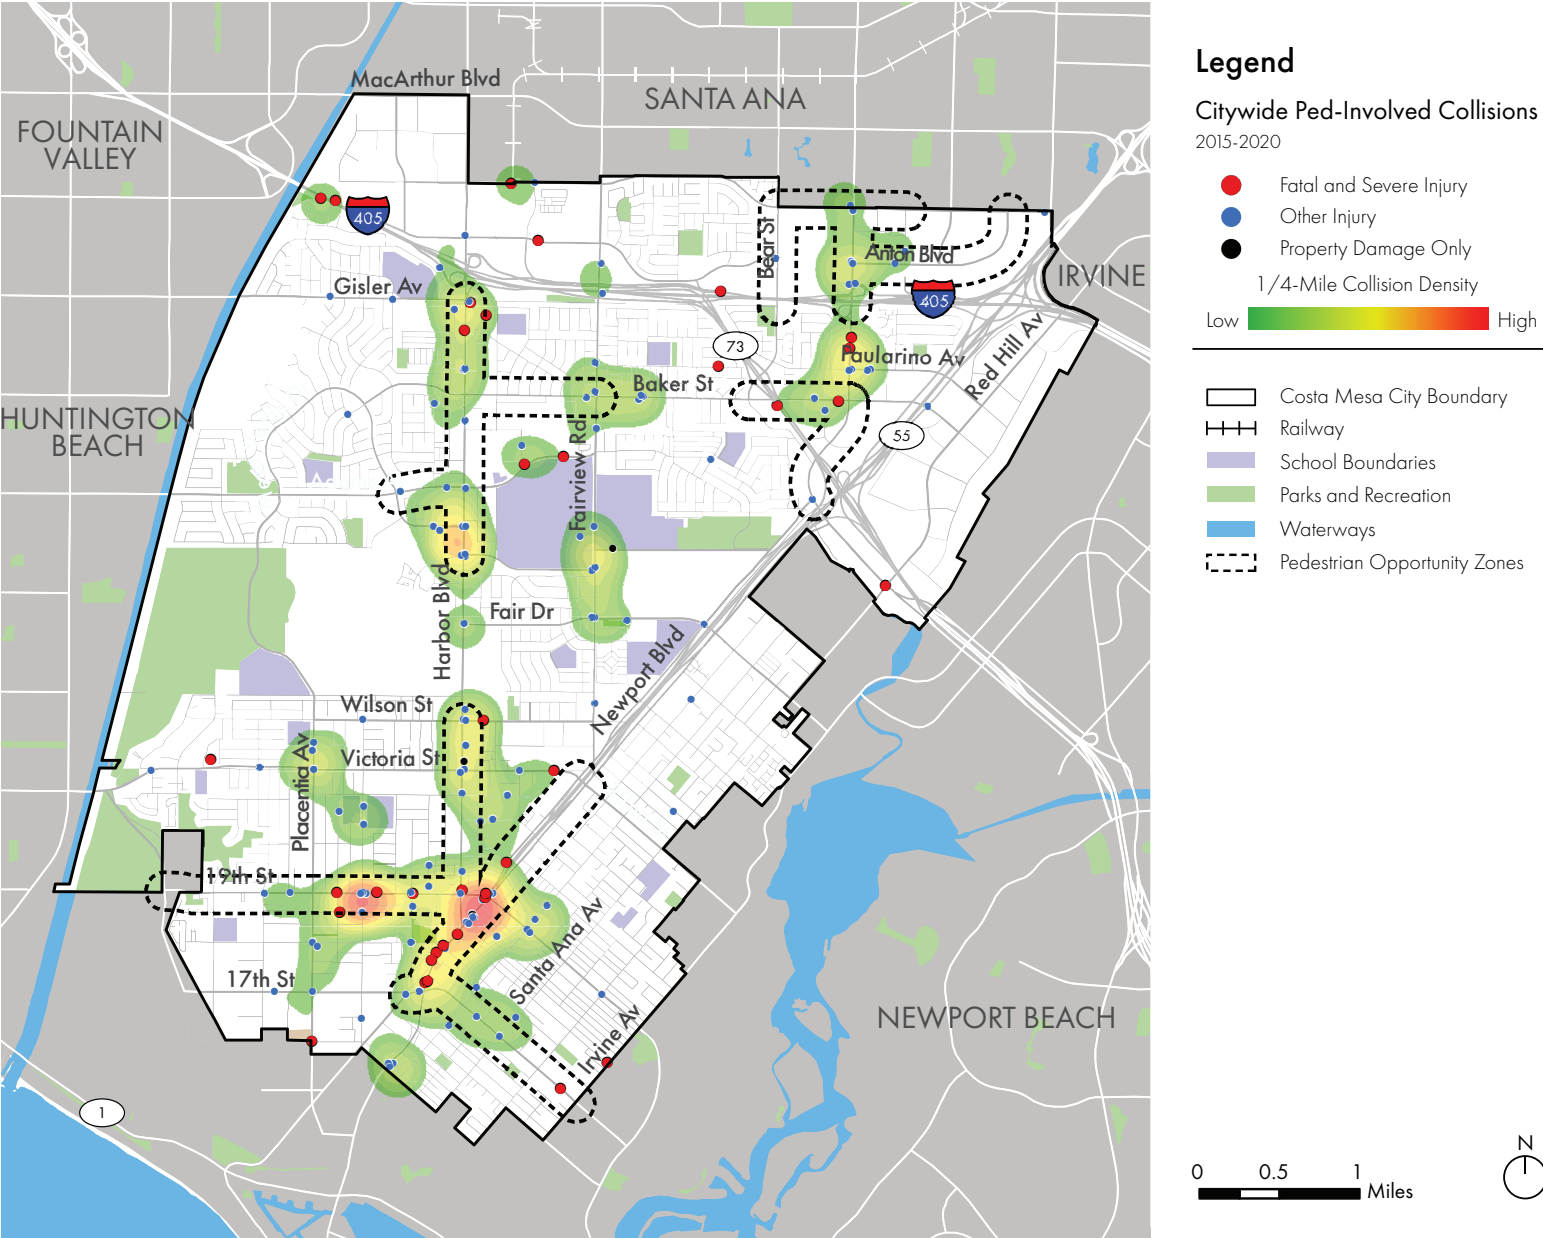 MacArthur Blvd
SANTA ANA
FOUNTAIN
VALLEY
405
Bear St
Anton Blvd
IRVINE
Gisler Av
405
73
Paularino Av
Red Hill Av
Baker St
HUNTINGTON
BEACH
55
Fairview Rd
Harbor Blvd
Fair Dr
Newport Blvd
Wilson St
Victoria St
Placentia Av
19th St
Santa Ana Av
17th St
Irvine Av
NEWPORT BEACH
1
Legend
Citywide Ped-Involved Collisions
2015-2020
Fatal and Severe Injury
Other Injury
Property Damage Only
1/4-Mile Collision Density
Low High
Costa Mesa City Boundary
Railway
School Boundaries
Parks and Recreation
Waterways
Pedestrian Opportunity Zones
N
0 0.5 1
Miles